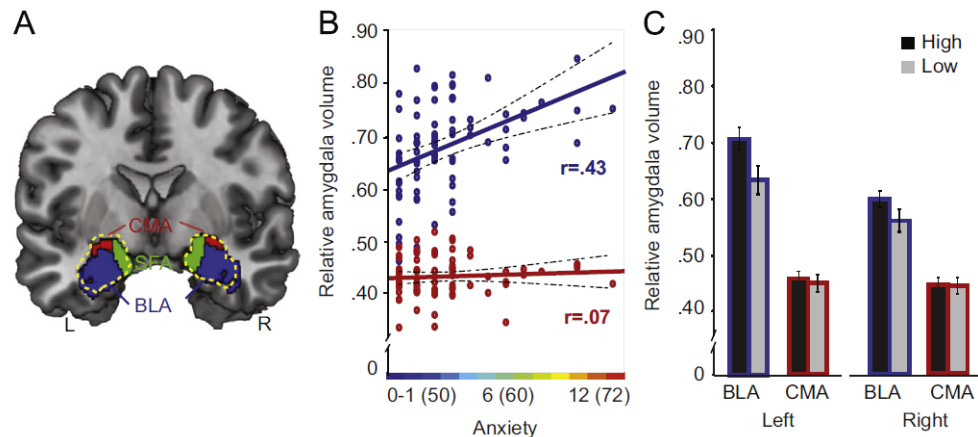 A
CMA
SFA
BLA
L
R
B
Relative amygdala volume
.90
.80
.70
.60
.50
.40
0
r=.43
r=.07
0-1 (50)
6 (60)
12 (72)
Anxiety
C
Relative amygdala volume
.90
.70
.60
.40
0
High
Low
BLA
CMA
BLA
CMA
Left
Right